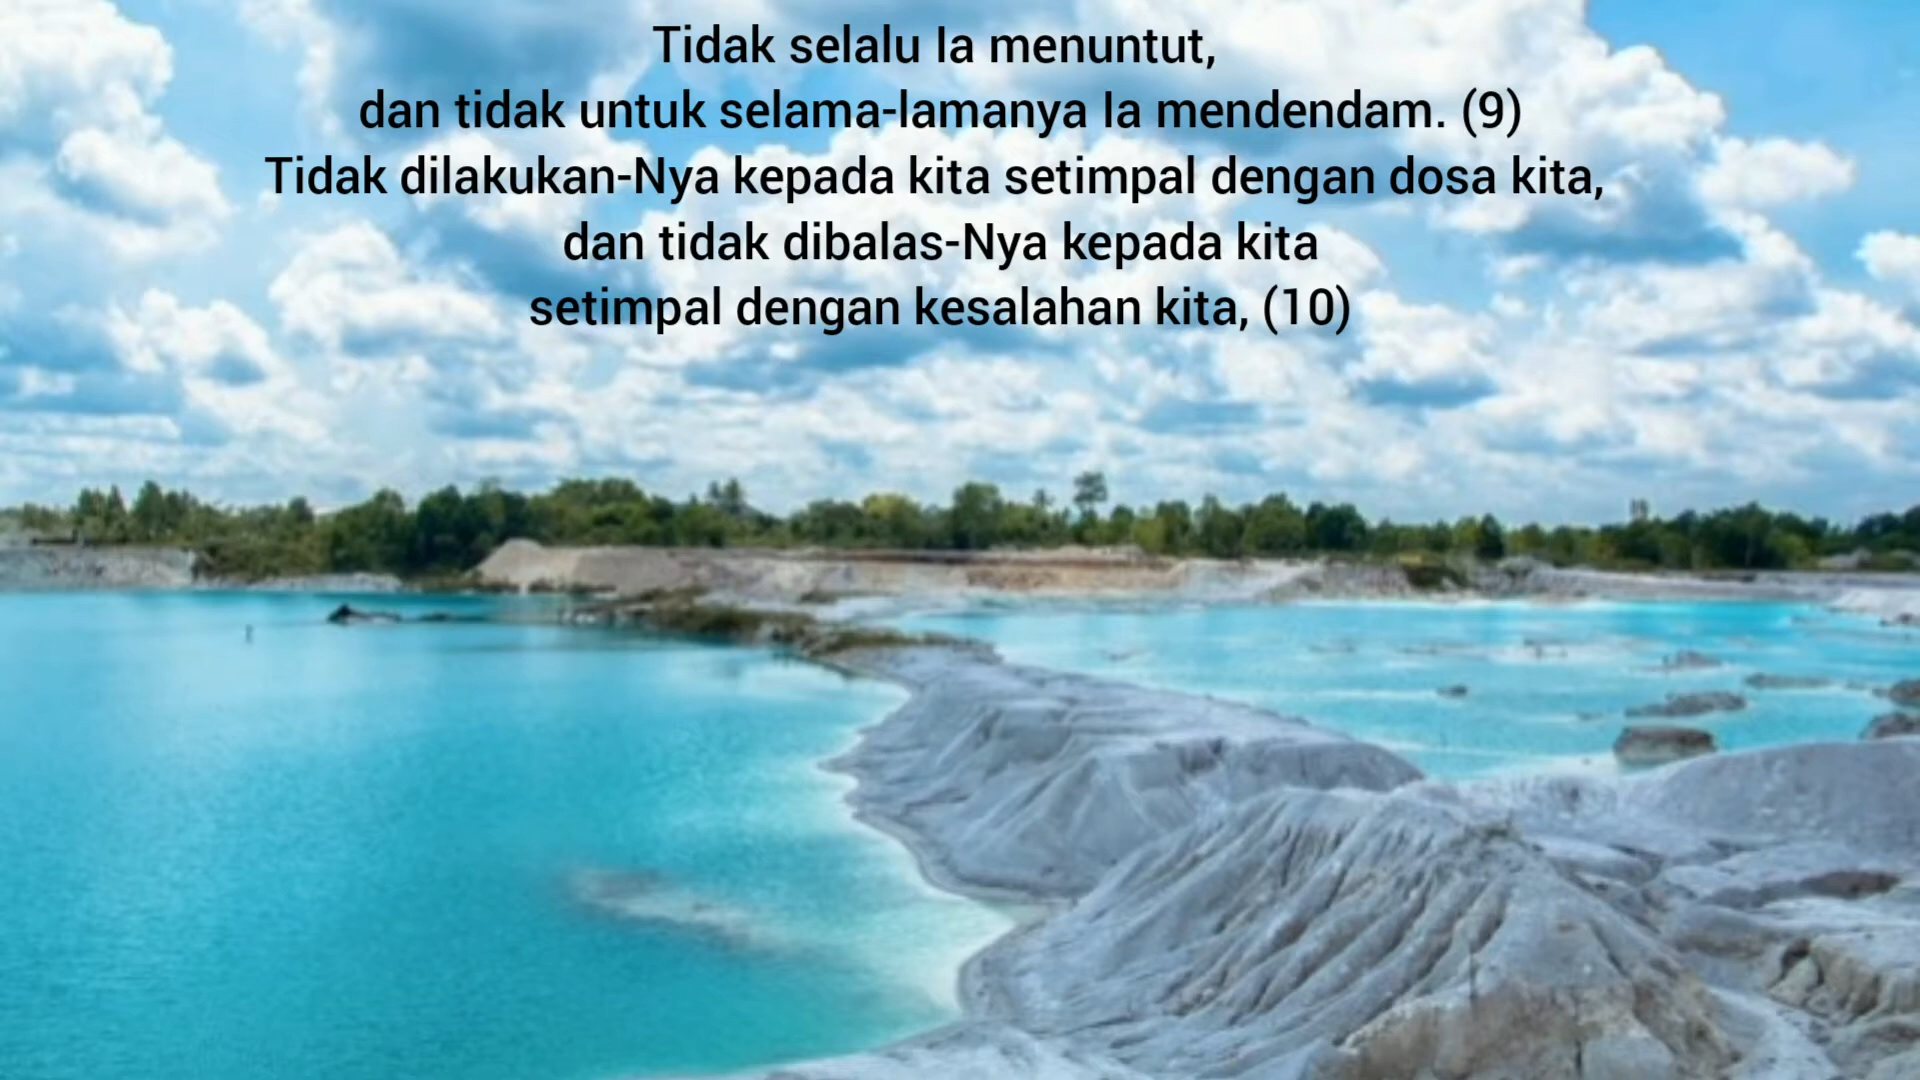 Tidak selalu Ia menuntut,
dan tidak untuk selama-lamanya Ia mendendam. (9)
Tidak dilakukan-Nya kepada kita setimpal dengan dosa kita,
dan tidak dibalas-Nya kepada kita
setimpal dengan kesalahan kita, (10)